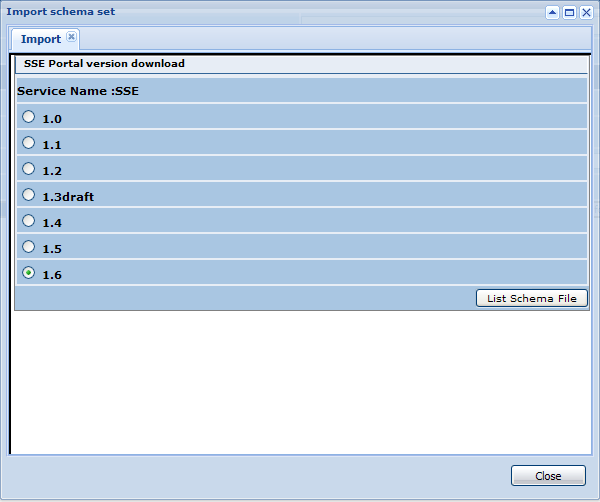 Import schema set
Import
SSE Portal version download
Service Name :SSE
1.0
1.1
1.2
1.3draft
1.4
1.5
1.6
List Schema File
Close